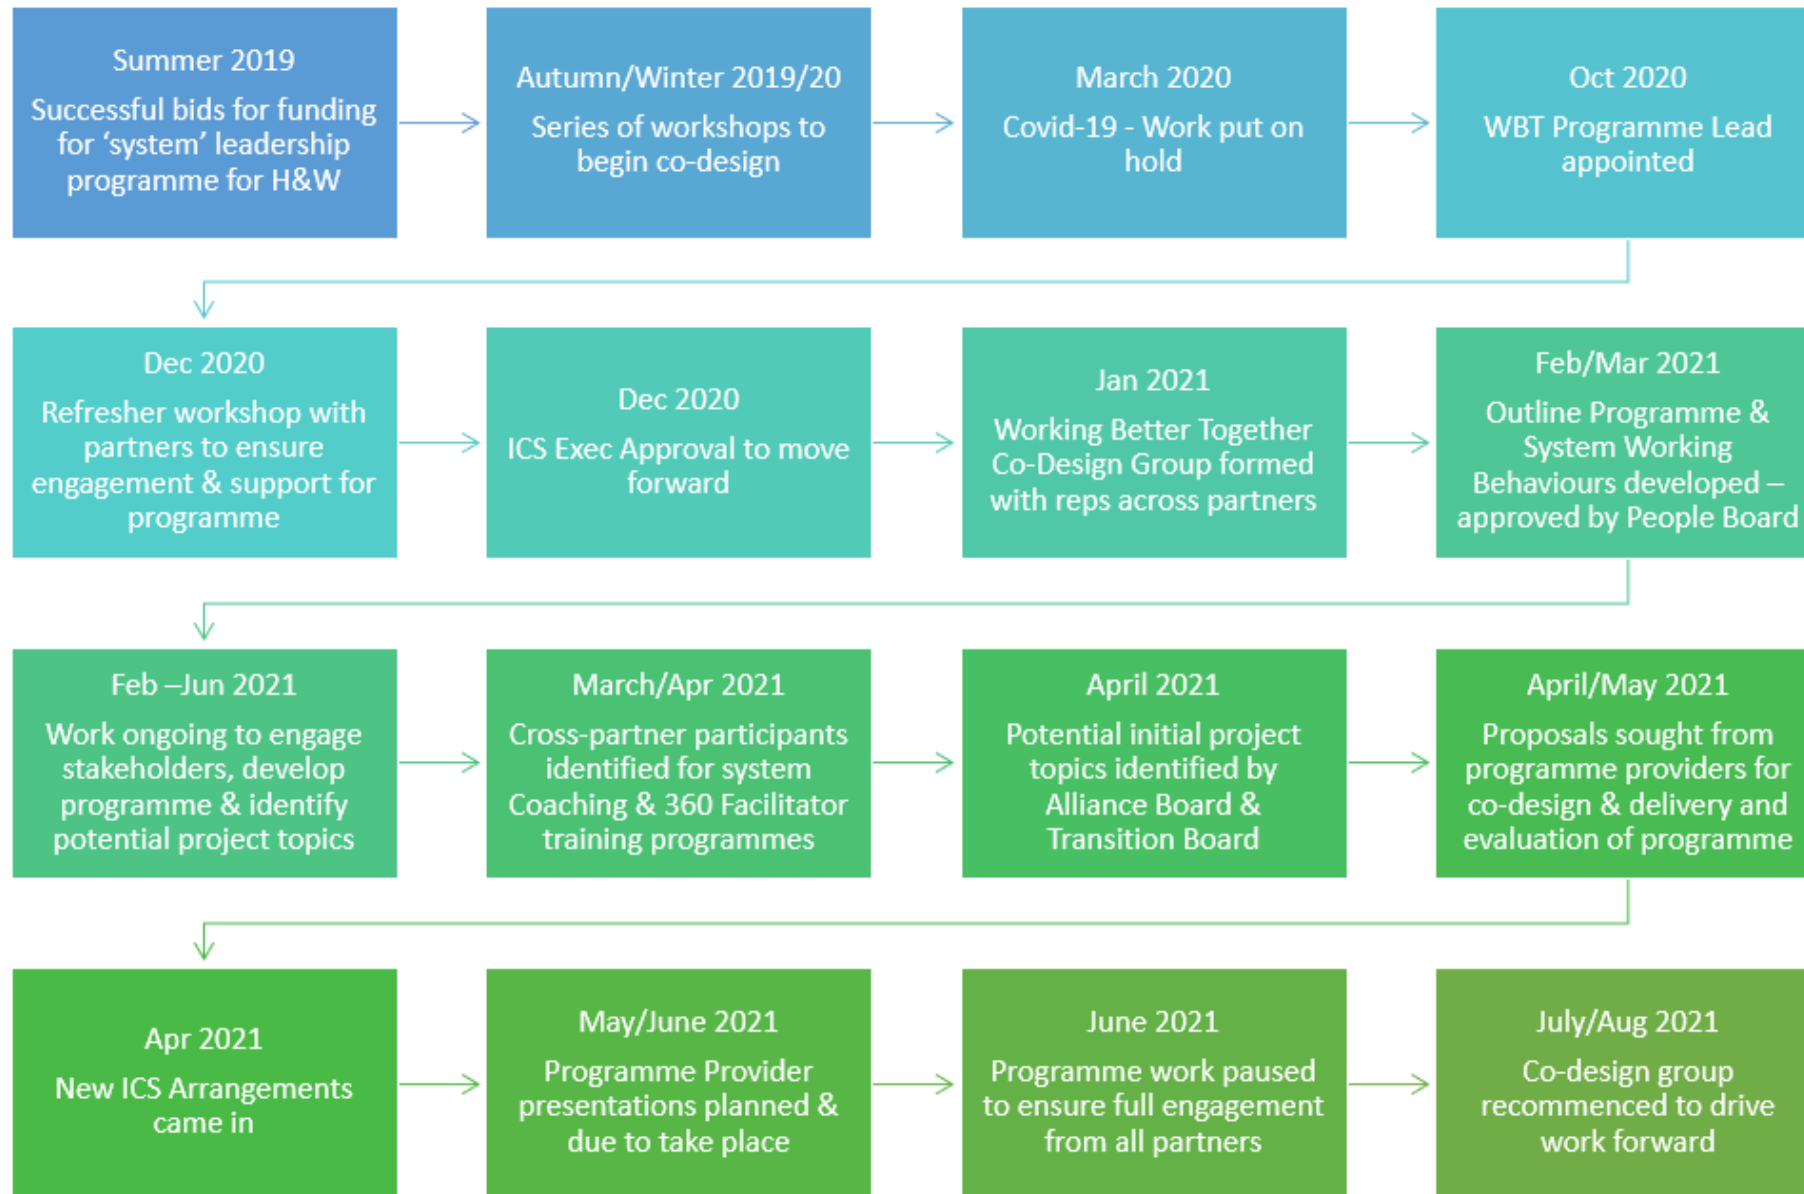 Summer 2019
Successful bids for funding
for ‘system’ leadership
programme for H&W
Autumn/Winter 2019/20
Series of workshops to
begin co-design
March 2020
Covid-19 - Work put on
hold
Oct 2020
WBT Programme Lead
appointed
Dec 2020
Refresher workshop with
partners to ensure
engagement & support for
programme
Dec 2020
ICS Exec Approval to move
forward
Jan 2021
Working Better Together
Co-Design Group formed
with reps across partners
Feb/Mar 2021
Outline Programme &
System Working
Behaviours developed –
approved by People Board
Feb –Jun 2021
Work ongoing to engage
stakeholders, develop
programme & identify
potential project topics
March/Apr 2021
Cross-partner participants
identified for system
Coaching & 360 Facilitator
training programmes
April 2021
Potential initial project
topics identified by
Alliance Board &
Transition Board
April/May 2021
Proposals sought from
programme providers for
co-design & delivery and
evaluation of programme
Apr 2021
New ICS Arrangements
came in
May/June 2021
Programme Provider
presentations planned &
due to take place
June 2021
Programme work paused
to ensure full engagement
from all partners
July/Aug 2021
Co-design group
recommenced to drive
work forward